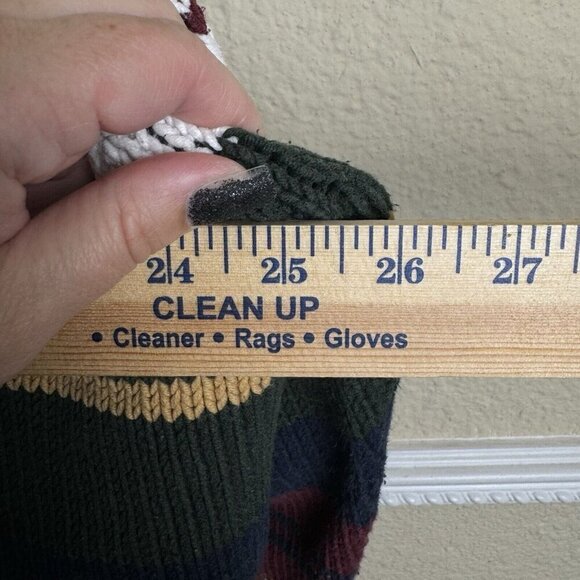 24 25 26 27
CLEAN UP
• Cleaner • Rags • Gloves •